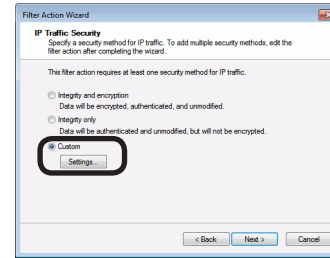 Filter Action Wizard
IP Traffic Security
Specify a security method for IP traffic. To add multiple security methods, edit the
filter action after completing the wizard.
This filter action requires at least one security method for IP traffic.
Integrity and encryption
Data will be encrypted, authenticated, and unmodified.
Integrity only
Data will be authenticated and unmodified, but will not be encrypted.
Custom
Settings...
< Back
Next >
Cancel